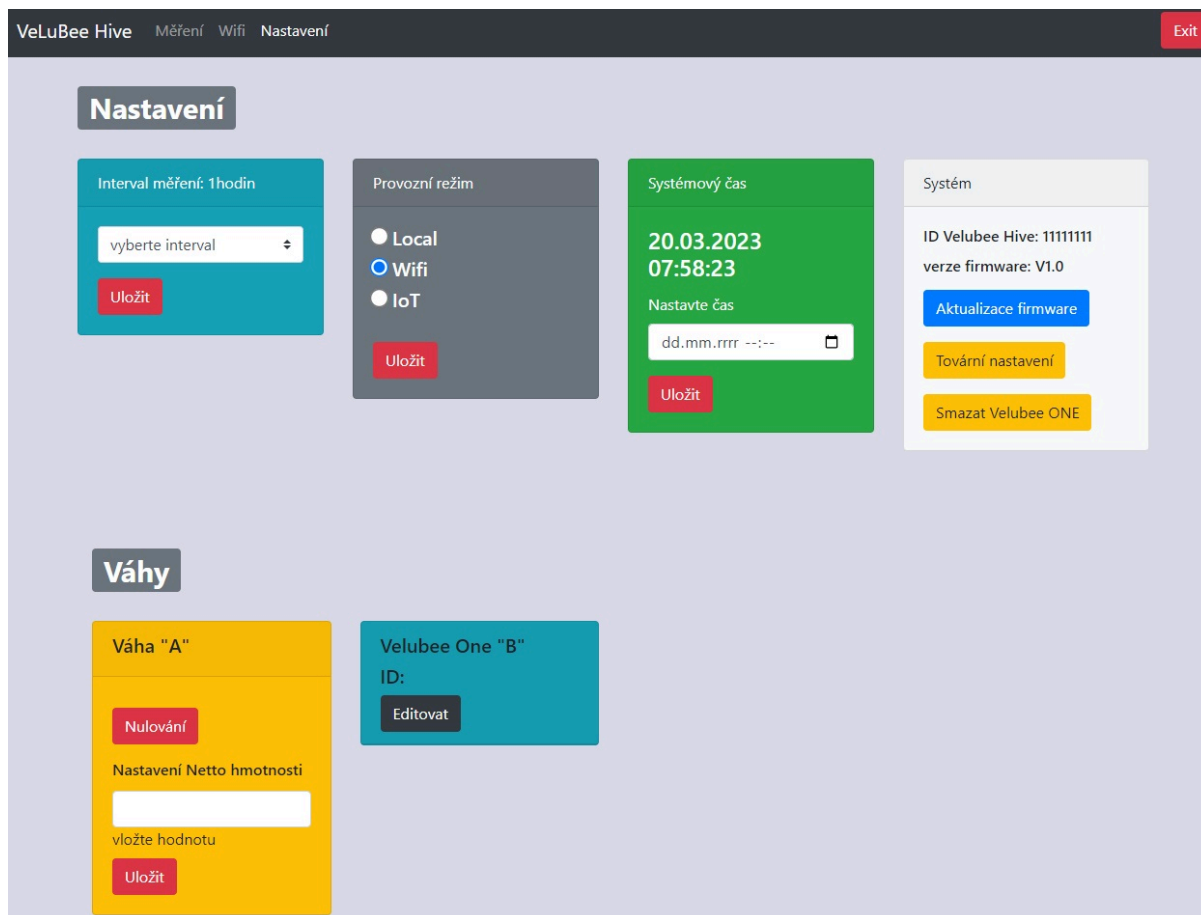 VeLuBee Hive Měření Wifi Nastavení Exit
Nastavení
Interval měření: 1hodin
vyberte interval
Uložit
Provozní režim
Local
Wifi
IoT
Uložit
Systémový čas
20.03.2023
07:58:23
Nastavte čas
dd.mm.rrrr --:--
Uložit
Systém
ID Velubee Hive: 11111111
verze firmware: V1.0
Aktualizace firmware
Tovární nastavení
Smazat Velubee ONE
Váhy
Váha "A"
Nulování
Nastavení Netto hmotnosti
vložte hodnotu
Uložit
Velubee One "B"
ID:
Editovat